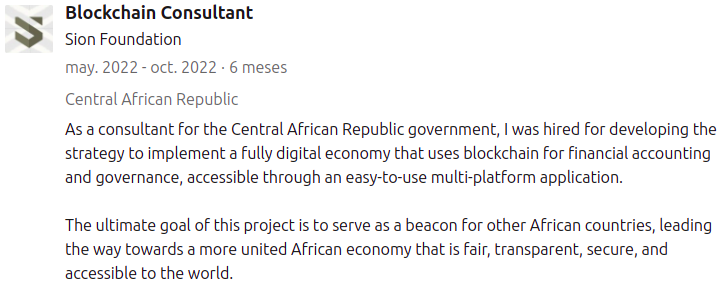 Blockchain Consultant
Sion Foundation
may. 2022 - oct. 2022 · 6 meses
Central African Republic
As a consultant for the Central African Republic government, I was hired for developing the
strategy to implement a fully digital economy that uses blockchain for financial accounting
and governance, accessible through an easy-to-use multi-platform application.
The ultimate goal of this project is to serve as a beacon for other African countries, leading
the way towards a more united African economy that is fair, transparent, secure, and
accessible to the world.